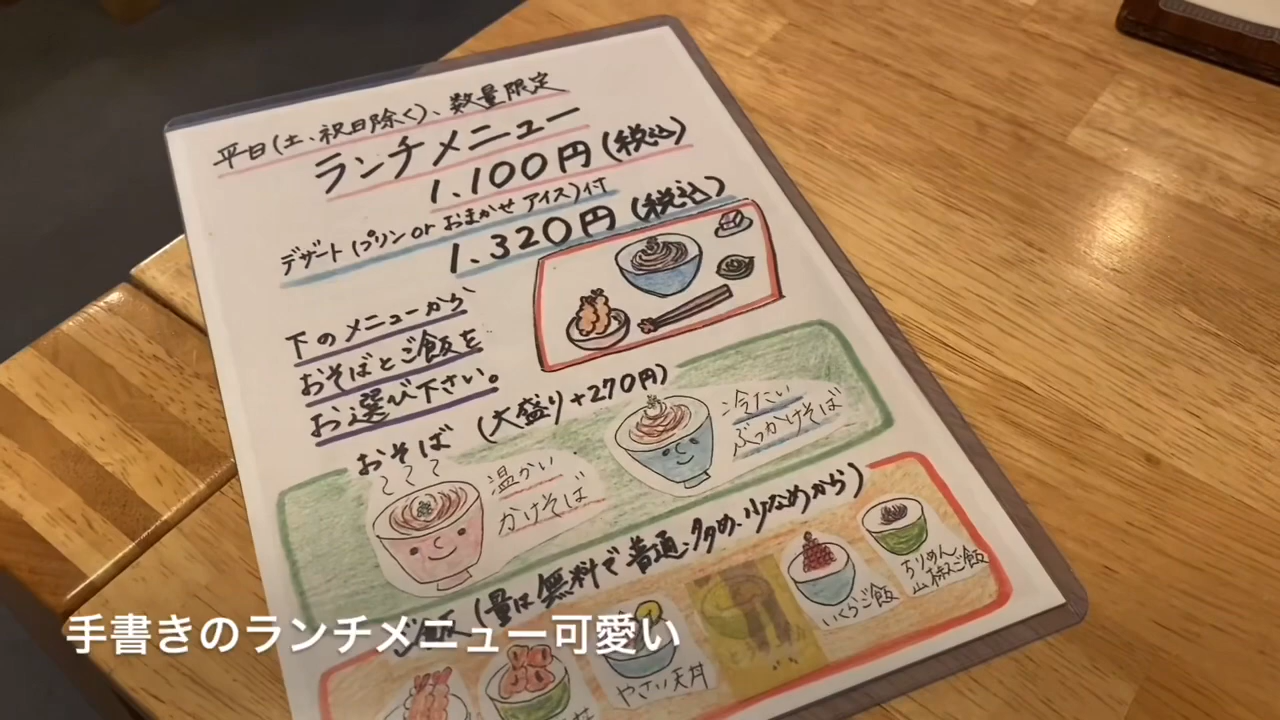 平日(土、祝日除く)、数量限定
ランチメニュー
1,100円(税込)
デザート(プリン or おまかせ アイス)付
1,320円(税込)
下のメニューから
おそばとご飯を
お選び下さい。
おそば (大盛り+270円)
温かい
かけそば
冷たい
ぶっかけそば
ご飯 (量は無料で普通、多め、少なめから)
やさい天丼
いくらご飯
ちりめん
山椒ご飯
手書きのランチメニュー可愛い